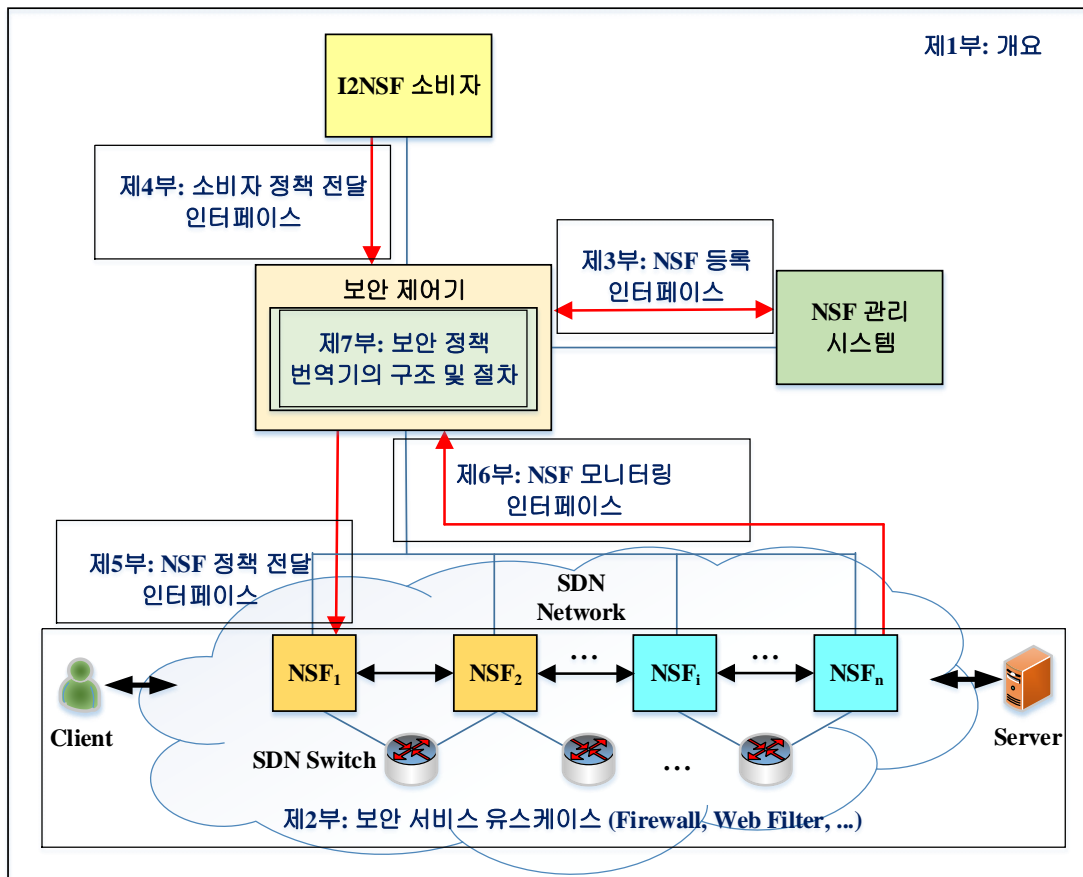 제1부: 개요
I2NSF 소비자
제4부: 소비자 정책 전달
인터페이스
제3부: NSF 등록
인터페이스
보안 제어기
NSF 관리
시스템
제7부: 보안 정책
번역기의 구조 및 절차
제6부: NSF 모니터링
인터페이스
제5부: NSF 정책 전달
인터페이스
SDN
Network
NSF1
NSF2
...
NSFi
...
NSFn
Client
Server
SDN Switch
...
제2부: 보안 서비스 유스케이스 (Firewall, Web Filter, ...)